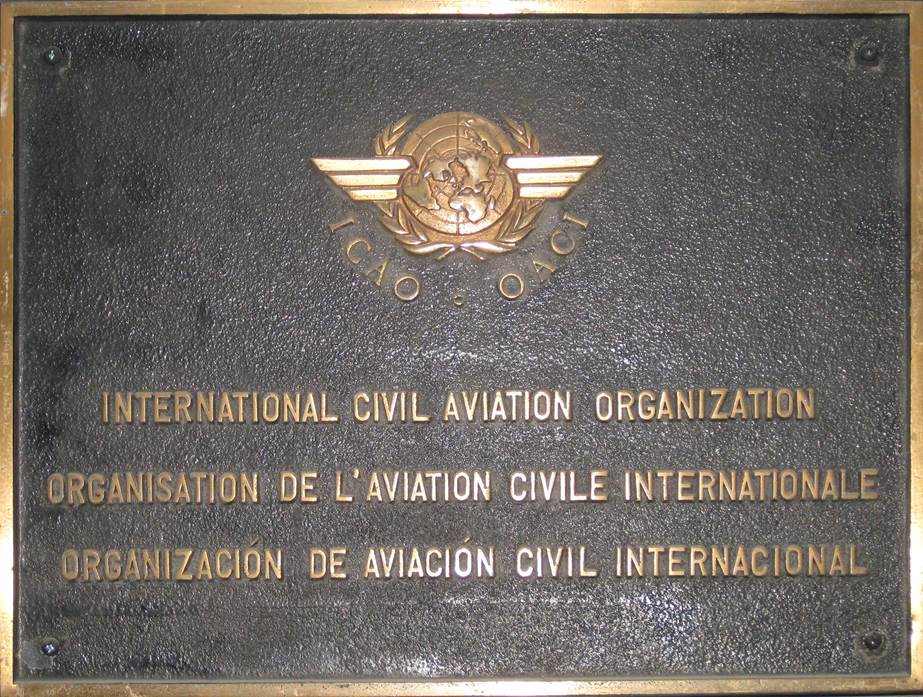 ICAO · OACI
INTERNATIONAL CIVIL AVIATION ORGANIZATION
ORGANISATION DE L'AVIATION CIVILE INTERNATIONALE
ORGANIZACIÓN DE AVIACIÓN CIVIL INTERNACIONAL